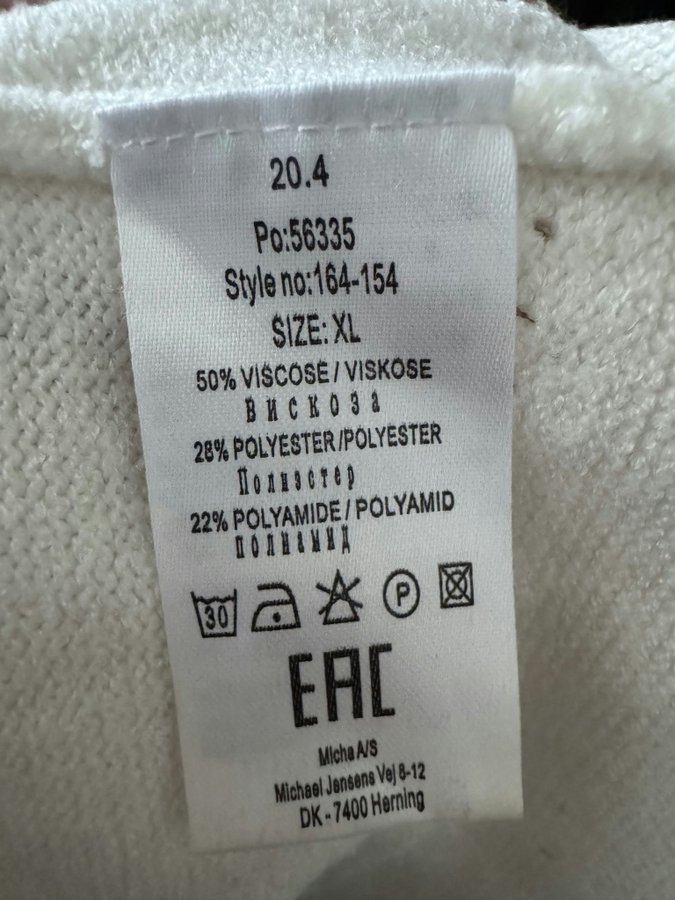 20.4
Po:56335
Style no:164-154
SIZE: XL
50% VISCOSE / VISKOSE
вискоза
28% POLYESTER/POLYESTER
Полиэстер
22% POLYAMIDE / POLYAMID
полиамид
30 P
EAC
Micha A/S
Michael Jensens Vej 8-12
DK - 7400 Herning